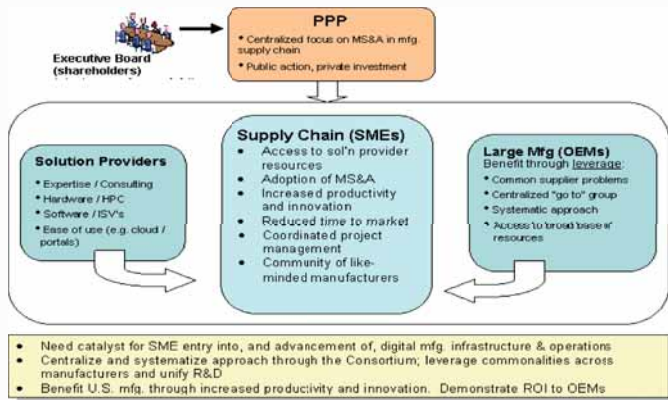 PPP
• Centralized focus on MS&A in mfg.
supply chain
• Public action, private investment
Executive Board
(shareholders)
Solution Providers
• Expertise / Consulting
• Hardware / HPC
• Software / ISV's
• Ease of use (e.g. cloud /
portals)
Supply Chain (SMEs)
• Access to sol'n provider
resources
• Adoption of MS&A
• Increased productivity
and innovation
• Reduced time to market
• Coordinated project
management
• Community of like-
minded manufacturers
Large Mfg (OEMs)
Benefit through leverage:
• Common supplier problems
• Centralized "go to" group
• Systematic approach
• Access to broad base
resources
• Need catalyst for SME entry into, and advancement of, digital mfg. infrastructure & operations
• Centralize and systematize approach through the Consortium; leverage commonalities across
manufacturers and unify R&D
• Benefit U.S. mfg. through increased productivity and innovation. Demonstrate ROI to OEMs